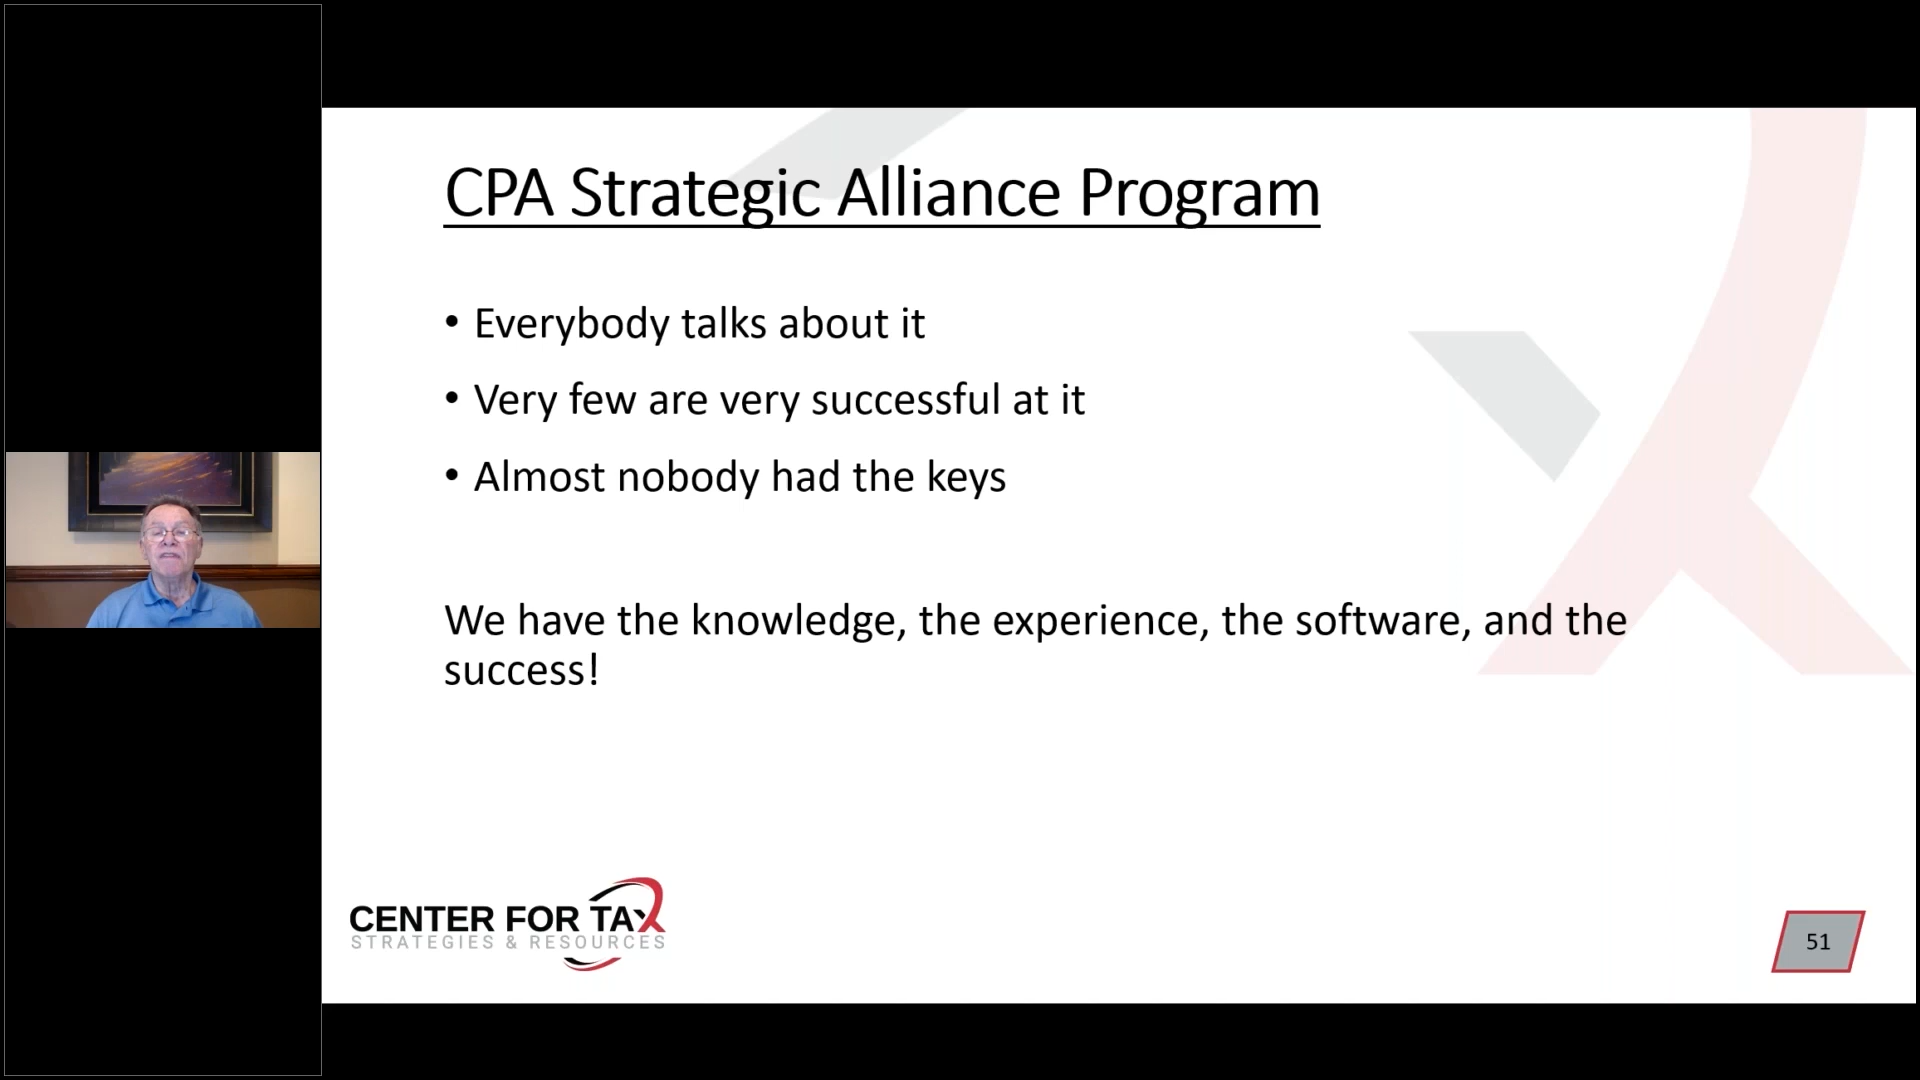 CPA Strategic Alliance Program
• Everybody talks about it
• Very few are very successful at it
• Almost nobody had the keys
We have the knowledge, the experience, the software, and the
success!
CENTER FOR TAX
STRATEGIES & RESOURCES
51